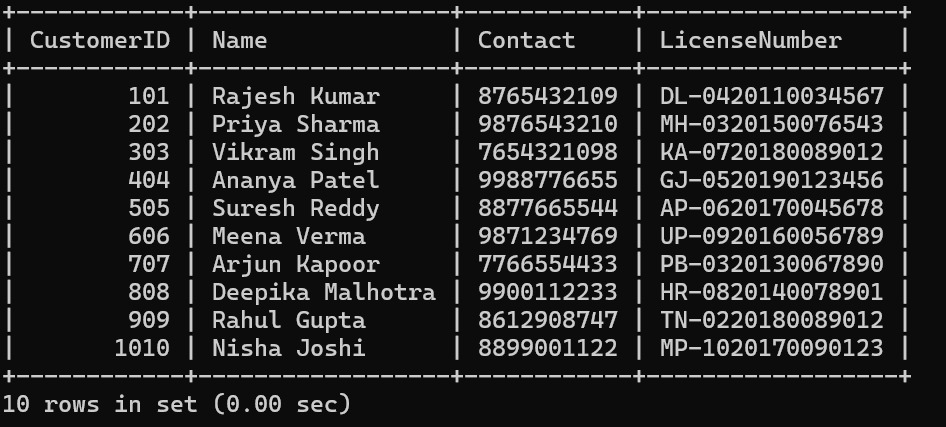 +------------+------------------+------------+------------------+
| CustomerID | Name             | Contact    | LicenseNumber    |
+------------+------------------+------------+------------------+
|        101 | Rajesh Kumar     | 8765432109 | DL-0420110034567 |
|        202 | Priya Sharma     | 9876543210 | MH-0320150076543 |
|        303 | Vikram Singh     | 7654321098 | KA-0720180089012 |
|        404 | Ananya Patel     | 9988776655 | GJ-0520190123456 |
|        505 | Suresh Reddy     | 8877665544 | AP-0620170045678 |
|        606 | Meena Verma      | 9871234769 | UP-0920160056789 |
|        707 | Arjun Kapoor     | 7766554433 | PB-0320130067890 |
|        808 | Deepika Malhotra | 9900112233 | HR-0820140078901 |
|        909 | Rahul Gupta      | 8612908747 | TN-0220180089012 |
|       1010 | Nisha Joshi      | 8899001122 | MP-1020170090123 |
+------------+------------------+------------+------------------+
10 rows in set (0.00 sec)